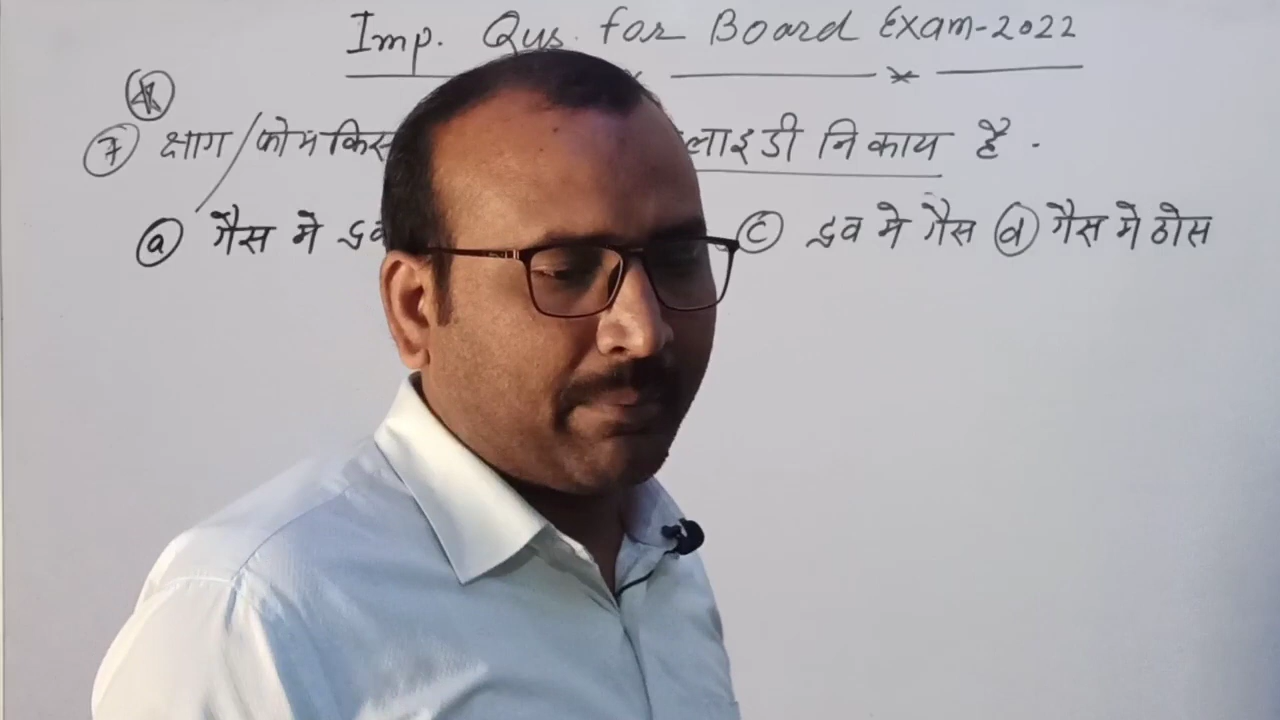 Imp. Qus. for Board Exam-2022
⑦ क्षाग/फोम किस लाइडी निकाय है .
ⓐ गैस मे द्रव ⓒ द्रव मे गैस ⓓ गैस मे ठोस